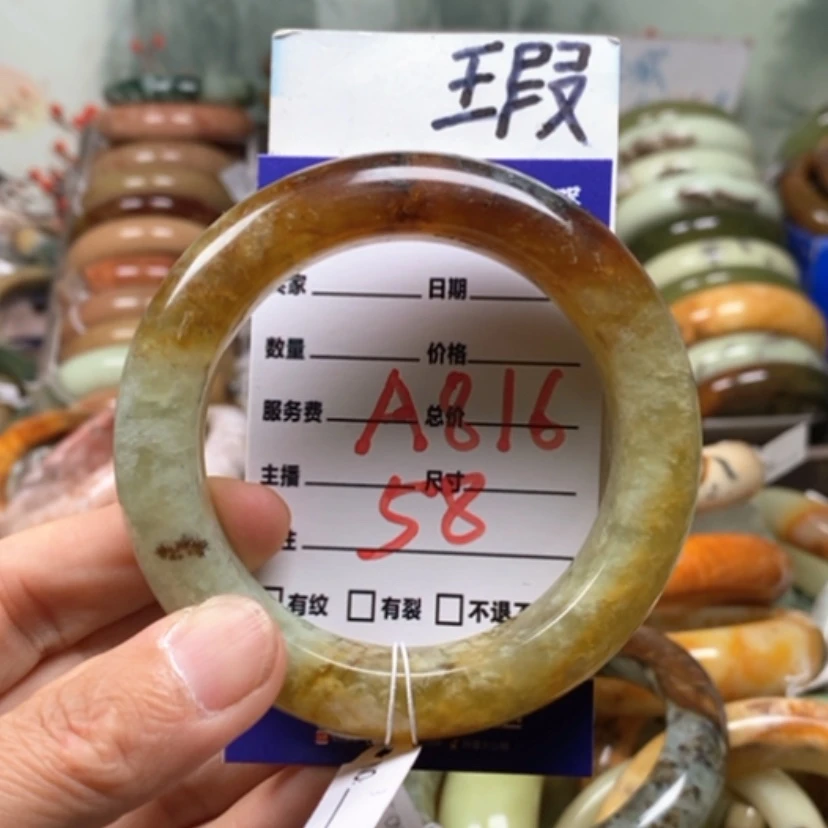 瑕
家 日期
数量 价格
A816
服务费 总价
主播 尺寸
58
注
有纹 有裂 不退